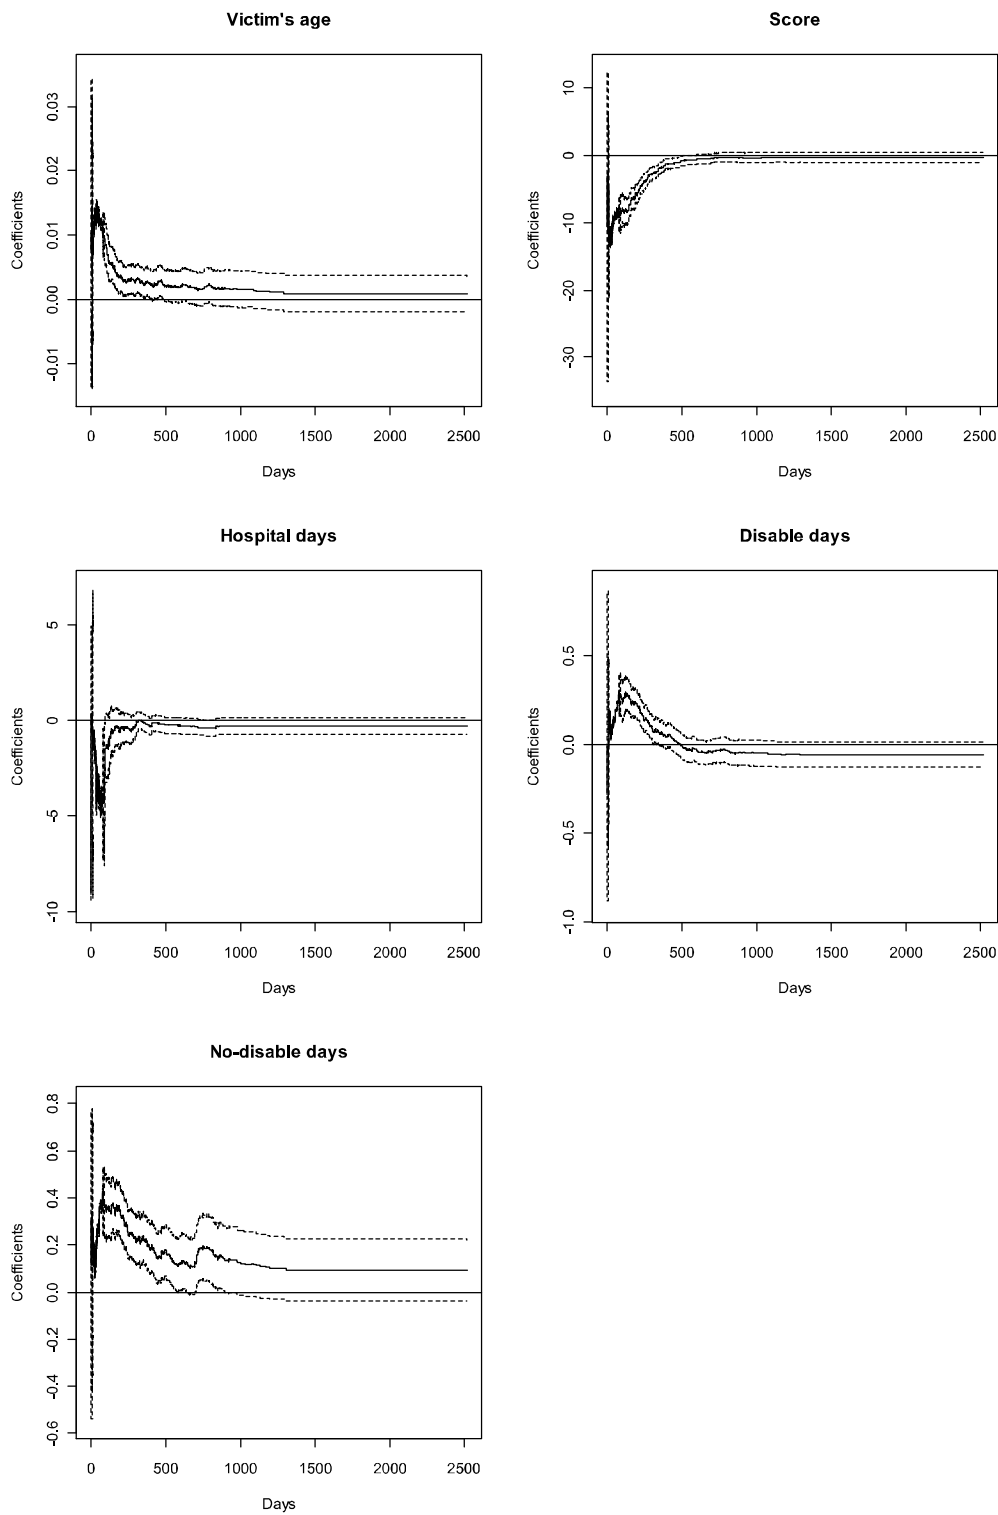 Victim's age
Coefficients
0.03
0.02
0.01
0.00
-0.01
0 500 1000 1500 2000 2500
Days
Score
Coefficients
10
0
-10
-20
-30
0 500 1000 1500 2000 2500
Days
Hospital days
Coefficients
5
0
-5
-10
0 500 1000 1500 2000 2500
Days
Disable days
Coefficients
0.5
0.0
-0.5
-1.0
0 500 1000 1500 2000 2500
Days
No-disable days
Coefficients
0.8
0.6
0.4
0.2
0.0
-0.2
-0.4
-0.6
0 500 1000 1500 2000 2500
Days